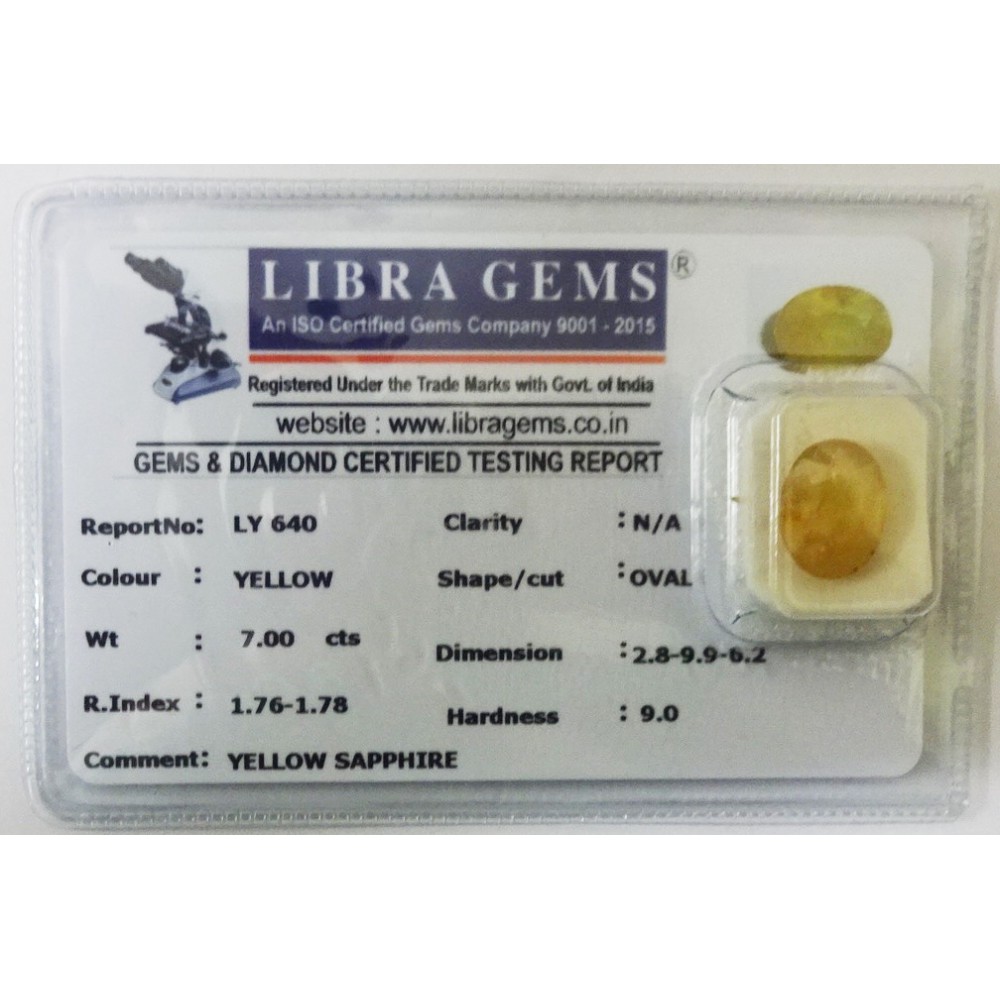 LIBRA GEMS ®
An ISO Certified Gems Company 9001 - 2015
Registered Under the Trade Marks with Govt. of India
website : www.libragems.co.in
GEMS & DIAMOND CERTIFIED TESTING REPORT
ReportNo: LY 640 Clarity : N/A
Colour : YELLOW Shape/cut : OVAL
Wt : 7.00 cts Dimension : 2.8-9.9-6.2
R.Index : 1.76-1.78 Hardness : 9.0
Comment: YELLOW SAPPHIRE